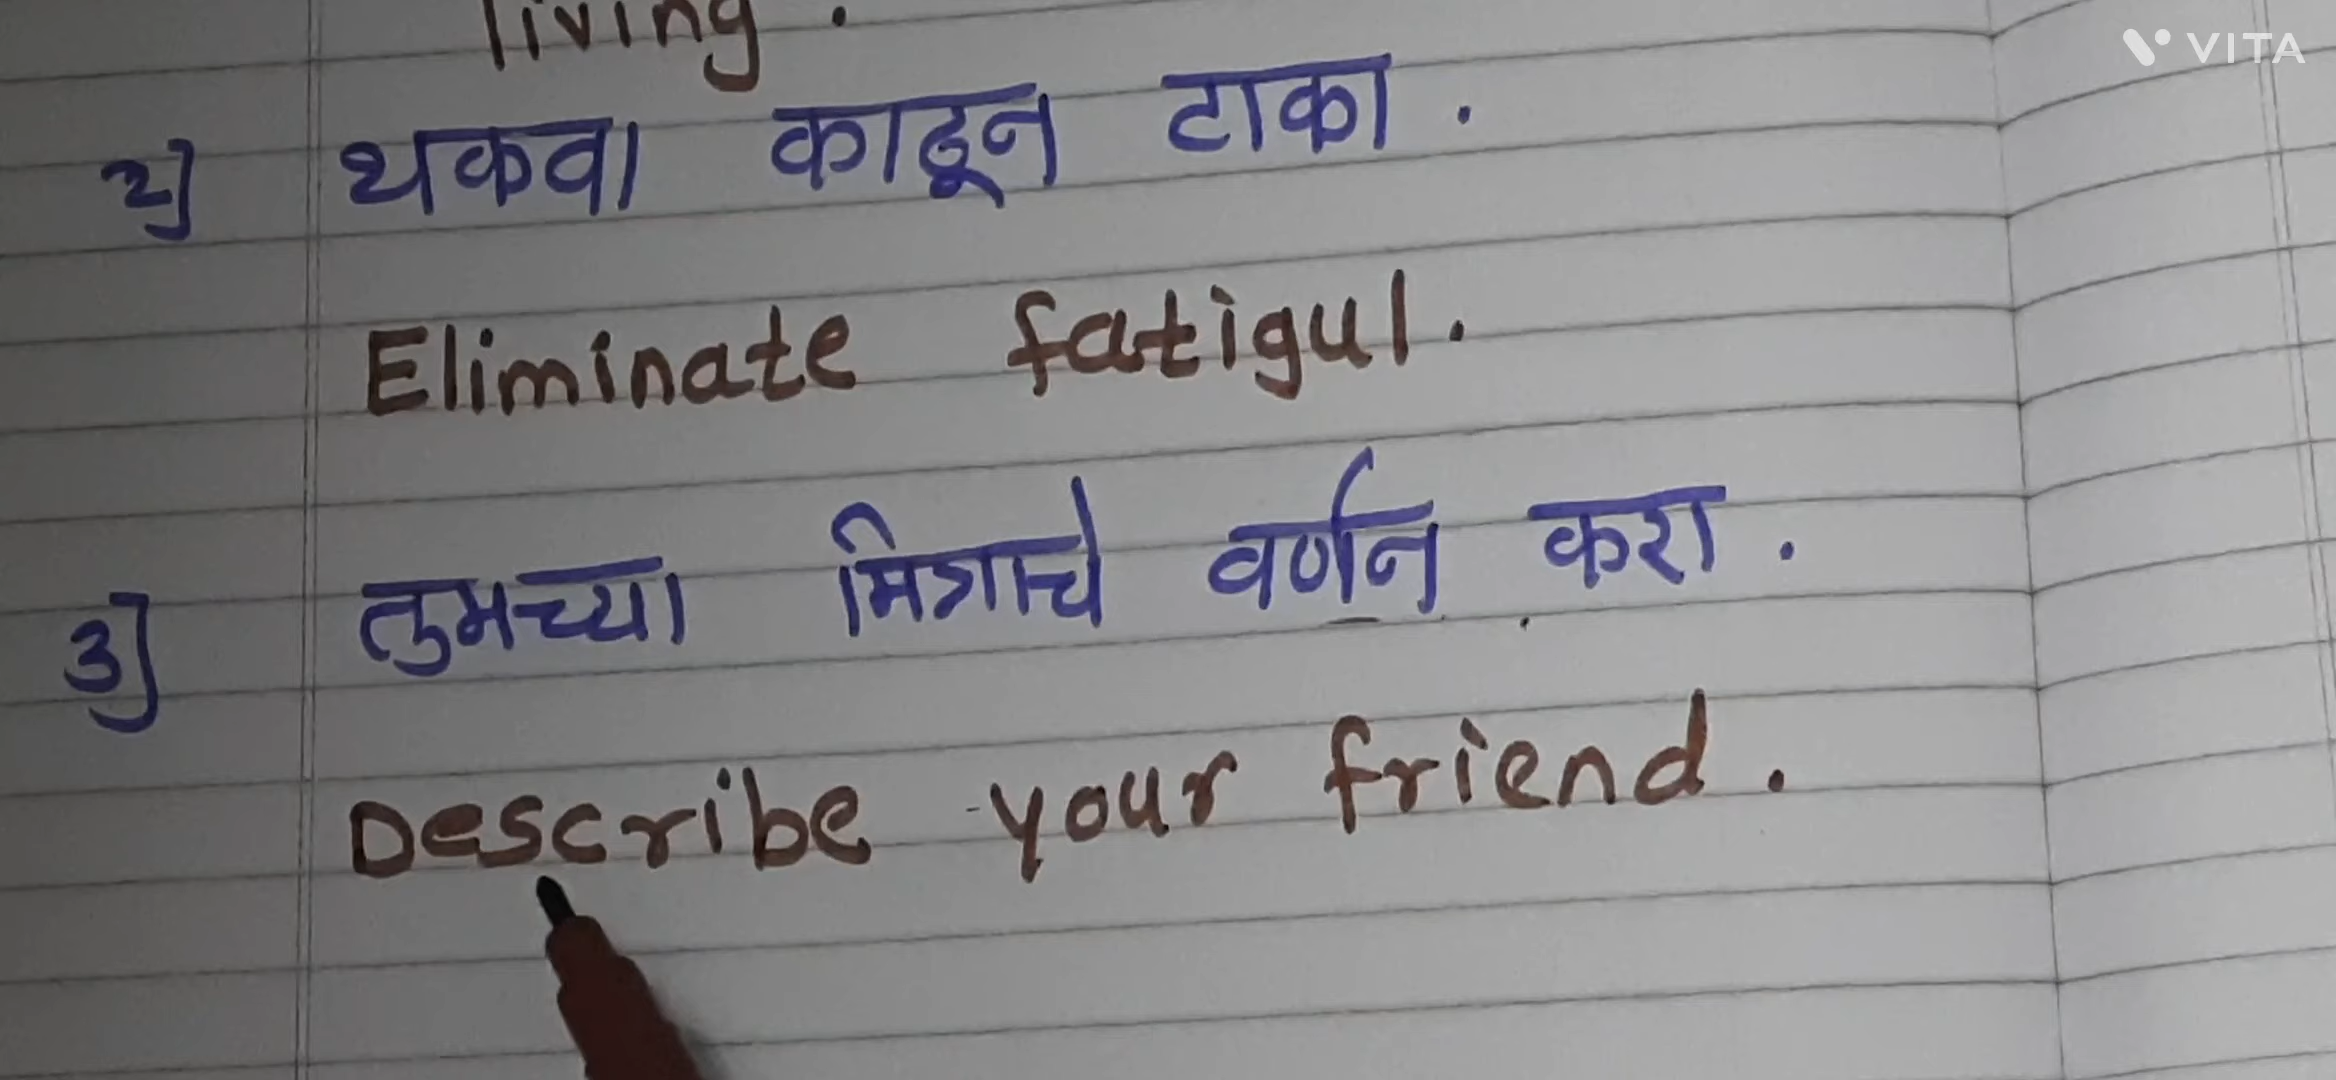 living.
VITA
२] थकवा काढून टाका.
Eliminate fatigul.
३] तुमच्या मित्राचे वर्णन करा.
Describe your friend.